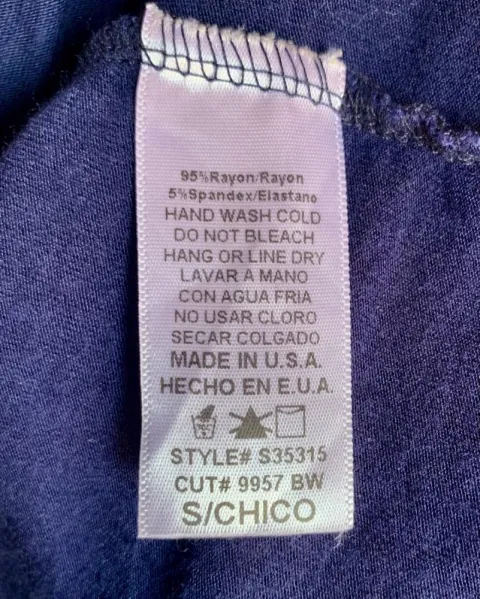 95%Rayon/Rayon
5%Spandex/Elastano
HAND WASH COLD
DO NOT BLEACH
HANG OR LINE DRY
LAVAR A MANO
CON AGUA FRIA
NO USAR CLORO
SECAR COLGADO
MADE IN U.S.A.
HECHO EN E.U.A.
STYLE# S35315
CUT# 9957 BW
S/CHICO